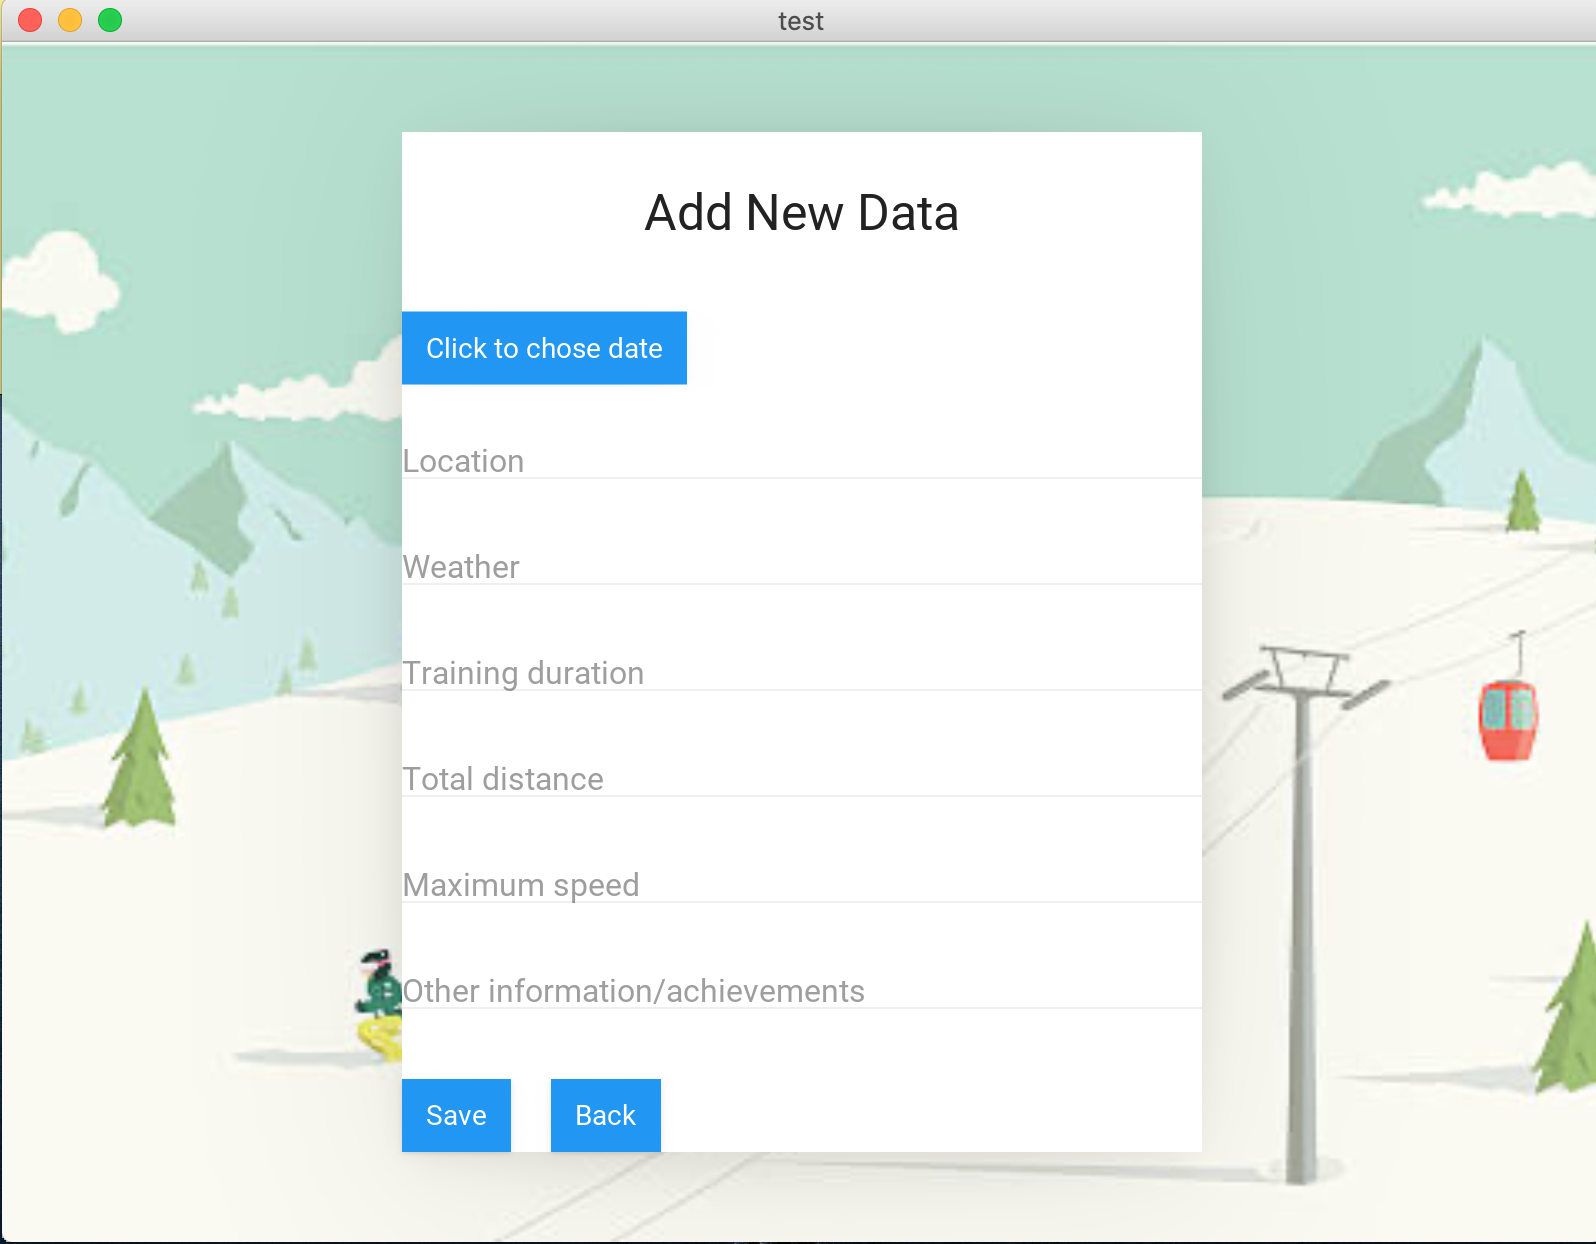 test
Add New Data
Click to chose date
Location
Weather
Training duration
Total distance
Maximum speed
Other information/achievements
Save Back